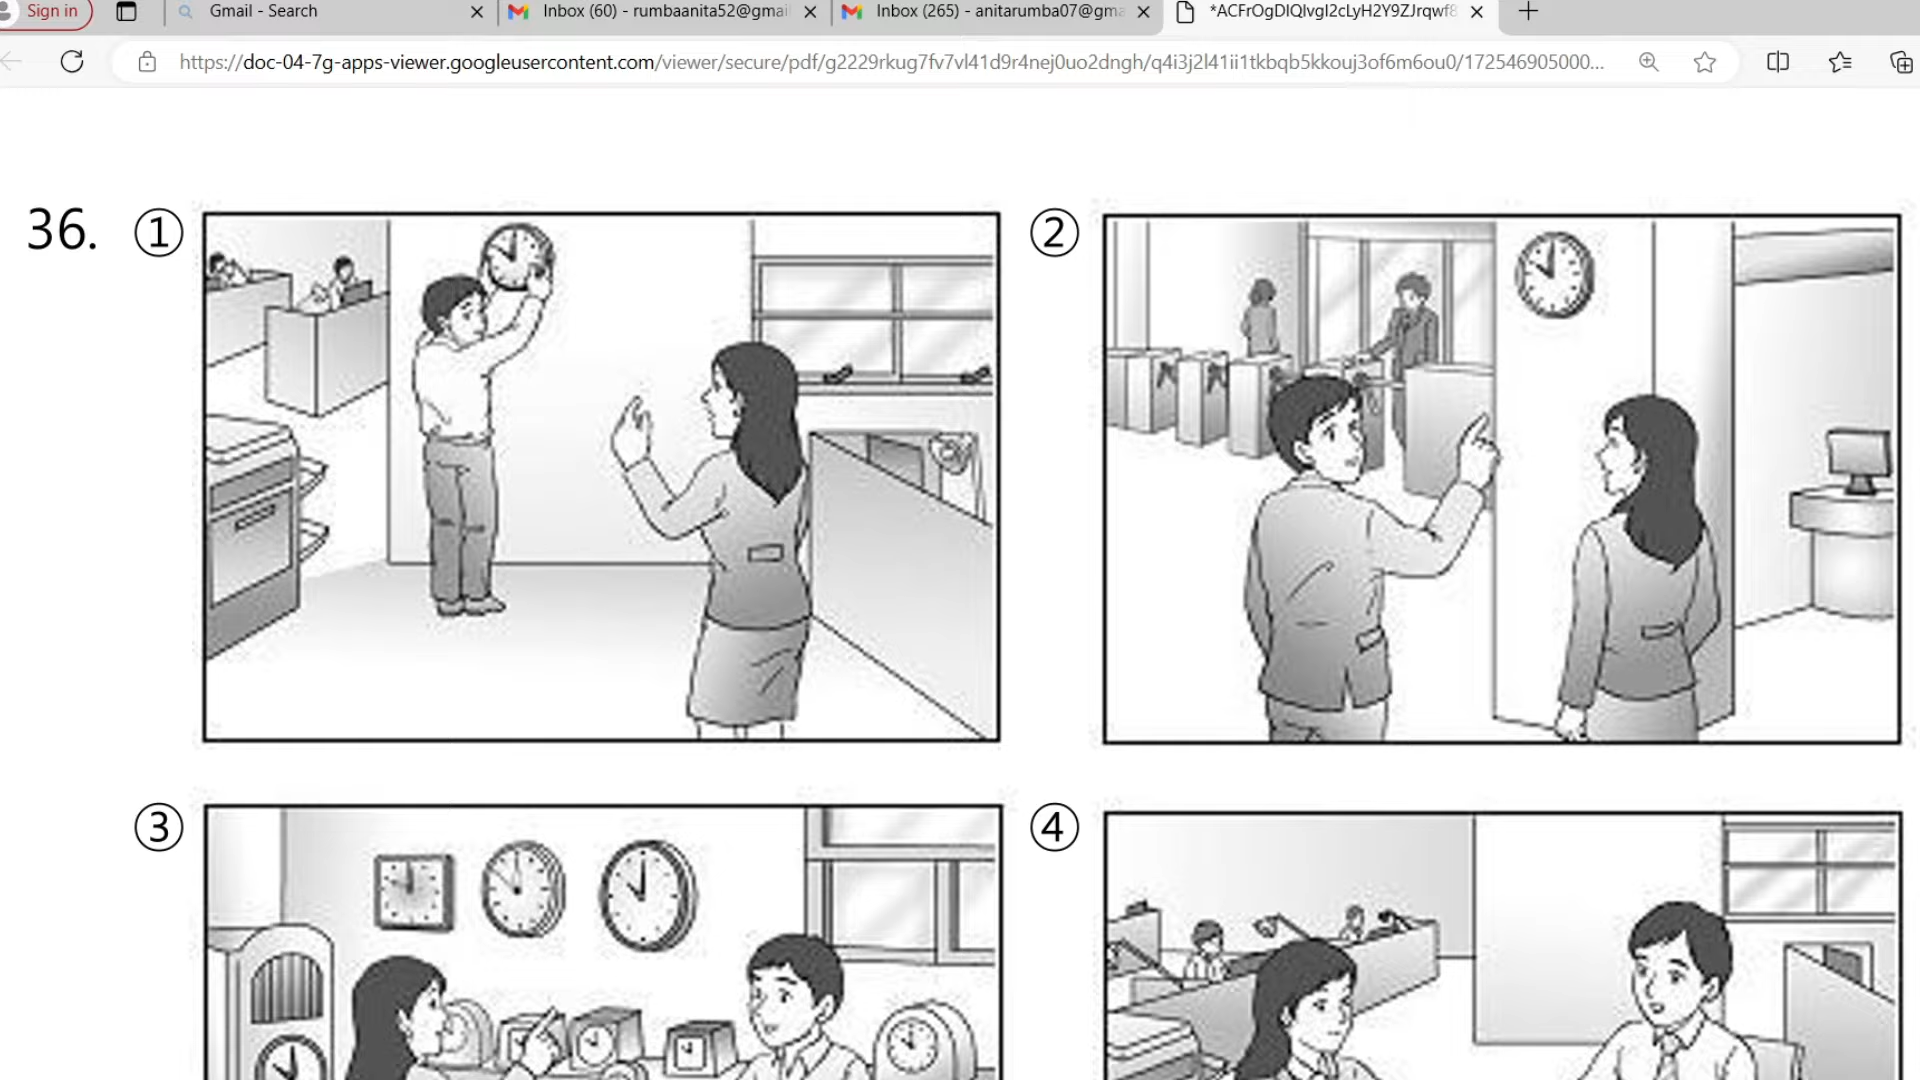 Sign in
Gmail - Search
Inbox (60) - rumbaanita52@gmai
Inbox (265) - anitarumba07@gma
*ACFrOgDIQIvgI2cLyH2Y9ZJrqwf8
https://doc-04-7g-apps-viewer.googleusercontent.com/viewer/secure/pdf/g2229rkug7fv7vl41d9r4nej0uo2dngh/q4i3j2l41ii1tkbqb5kkouj3of6m6ou0/172546905000...
36. ① ②
③ ④